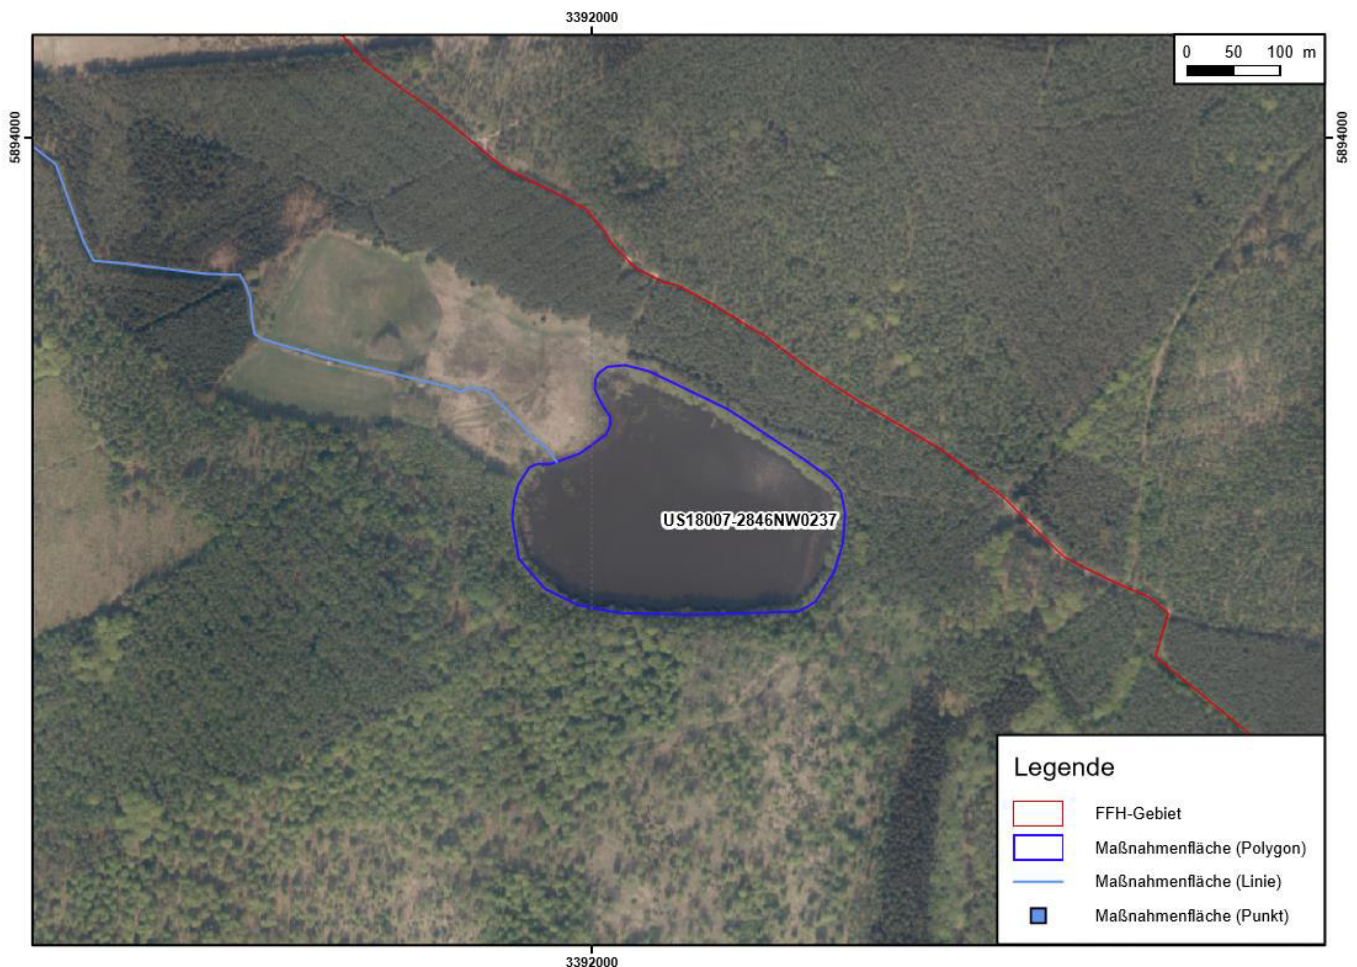 3392000
0 50 100 m
5894000
5894000
US18007-2846NW0237
Legende
FFH-Gebiet
Maßnahmenfläche (Polygon)
Maßnahmenfläche (Linie)
Maßnahmenfläche (Punkt)
3392000